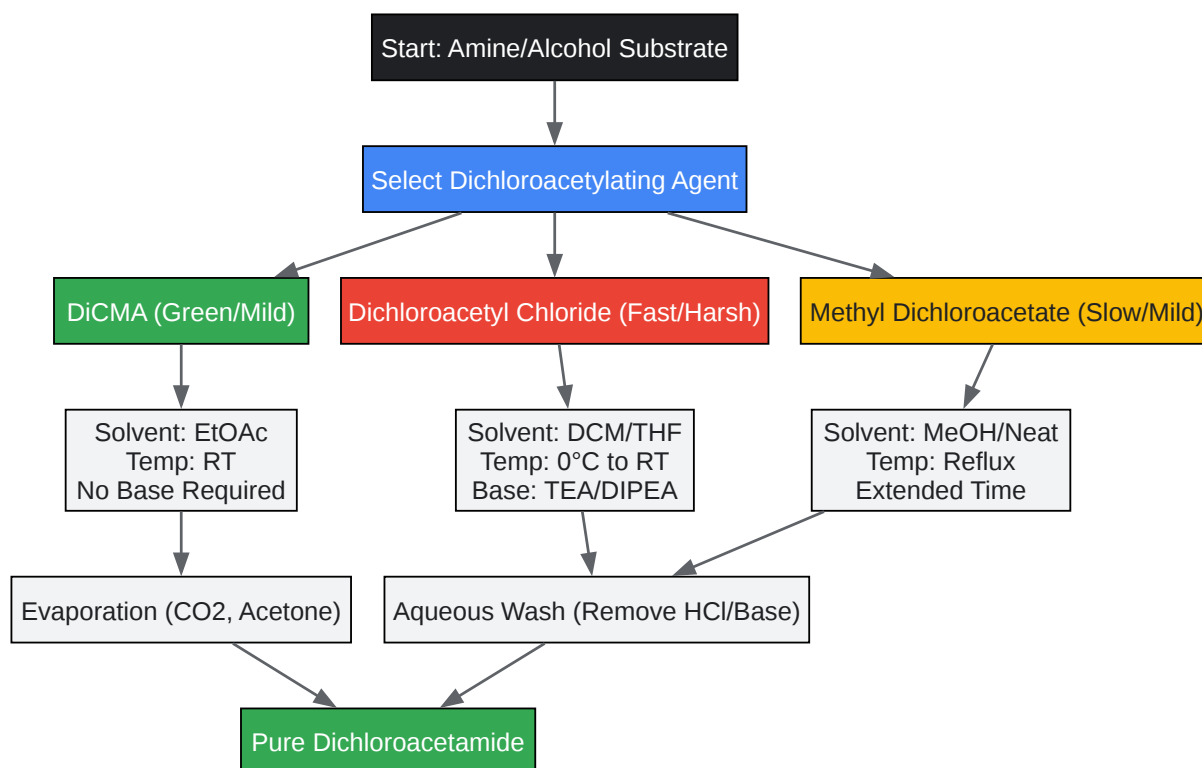 Start: Amine/Alcohol Substrate
Select Dichloroacetylating Agent
DiCMA (Green/Mild)
Dichloroacetyl Chloride (Fast/Harsh)
Methyl Dichloroacetate (Slow/Mild)
Solvent: EtOAc
Temp: RT
No Base Required
Solvent: DCM/THF
Temp: 0°C to RT
Base: TEA/DIPEA
Solvent: MeOH/Neat
Temp: Reflux
Extended Time
Evaporation (CO2, Acetone)
Aqueous Wash (Remove HCl/Base)
Pure Dichloroacetamide